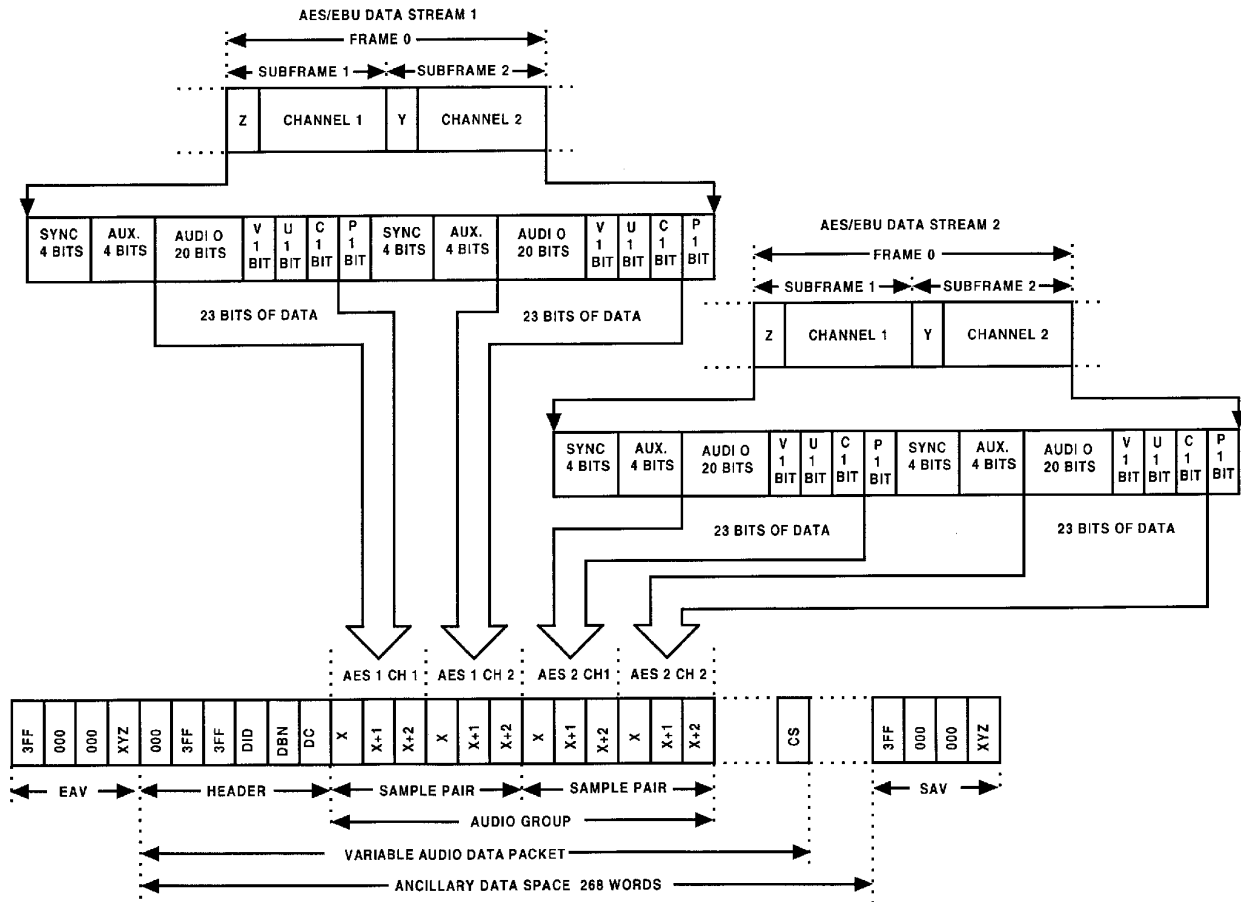 AES/EBU DATA STREAM 1
FRAME 0
SUBFRAME 1 SUBFRAME 2
Z CHANNEL 1 Y CHANNEL 2
SYNC 4 BITS AUX. 4 BITS AUDI O 20 BITS V 1 BIT U 1 BIT C 1 BIT P 1 BIT SYNC 4 BITS AUX. 4 BITS AUDI O 20 BITS V 1 BIT U 1 BIT C 1 BIT P 1 BIT
23 BITS OF DATA 23 BITS OF DATA
AES/EBU DATA STREAM 2
FRAME 0
SUBFRAME 1 SUBFRAME 2
Z CHANNEL 1 Y CHANNEL 2
SYNC 4 BITS AUX. 4 BITS AUDI O 20 BITS V 1 BIT U 1 BIT C 1 BIT P 1 BIT SYNC 4 BITS AUX. 4 BITS AUDI O 20 BITS V 1 BIT U 1 BIT C 1 BIT P 1 BIT
23 BITS OF DATA 23 BITS OF DATA
AES 1 CH 1 AES 1 CH 2 AES 2 CH1 AES 2 CH 2
3FF 000 000 XYZ 000 3FF 3FF DID DBN DC X X+1 X+2 X X+1 X+2 X X+1 X+2 X X+1 X+2 CS 3FF 000 000 XYZ
EAV HEADER SAMPLE PAIR SAMPLE PAIR SAV
AUDIO GROUP
VARIABLE AUDIO DATA PACKET
ANCILLARY DATA SPACE 268 WORDS